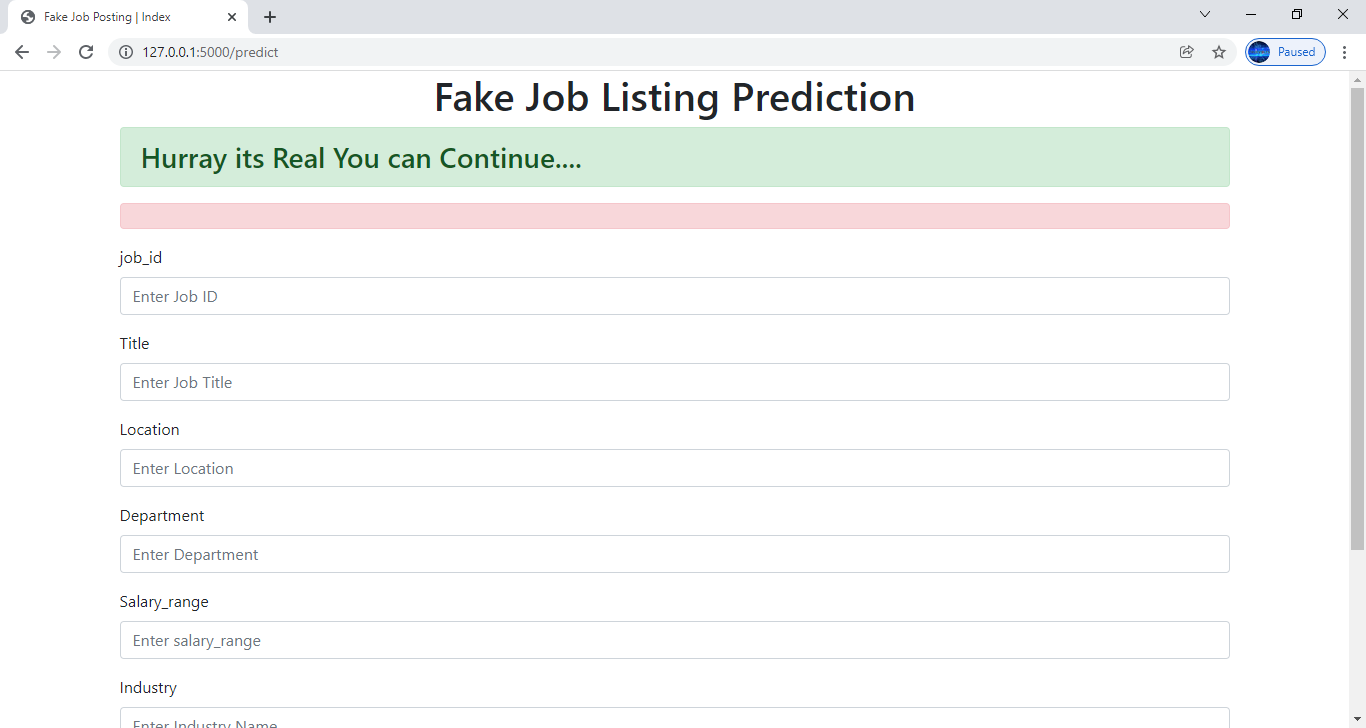 Fake Job Posting | Index
127.0.0.1:5000/predict
Paused
Fake Job Listing Prediction
Hurray its Real You can Continue....
job_id
Enter Job ID
Title
Enter Job Title
Location
Enter Location
Department
Enter Department
Salary_range
Enter salary_range
Industry
Enter Industry Name